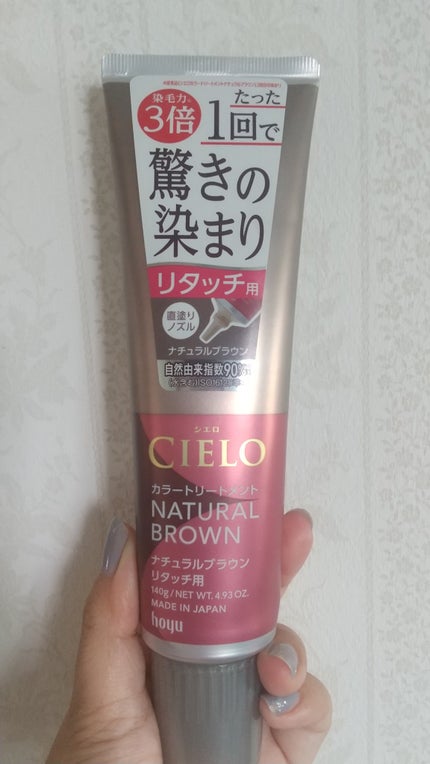 染毛力※
3倍
たった
1回で
驚きの
染まり
リタッチ用
直塗り
ノズル
ナチュラルブラウン
自然由来指数90%
シエロ
CIELO
カラートリートメント
NATURAL
BROWN
ナチュラルブラウン
リタッチ用
140g/NET WT. 4.93 OZ.
MADE IN JAPAN
hoyu